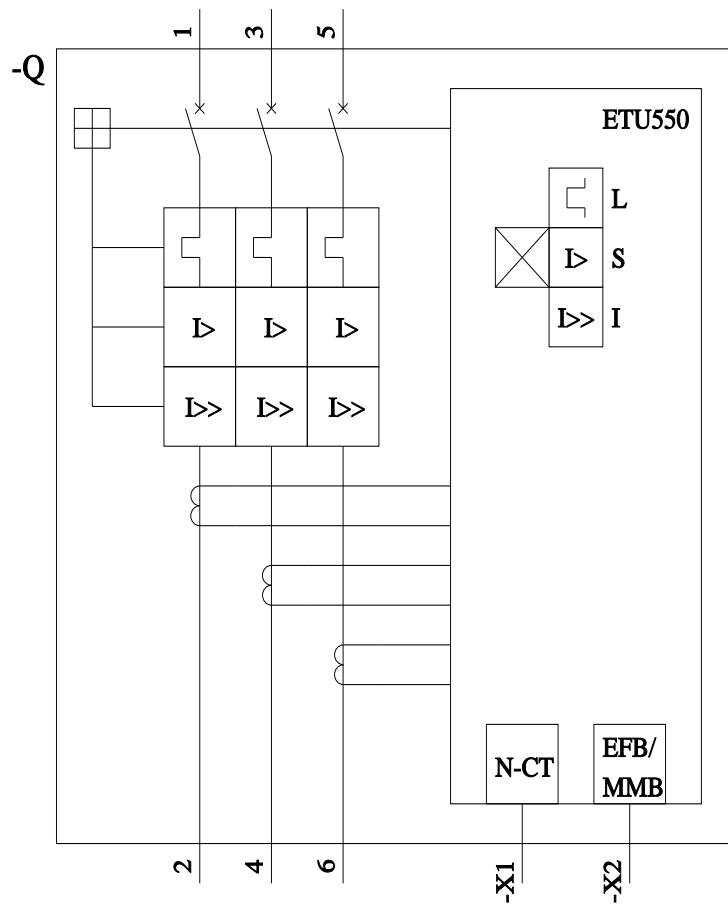 1 3 5
-Q
ETU550
L
I> S
I>> I
I> I> I>
I>> I>> I>>
N-CT
EFB/
MMB
2 4 6 -X1 -X2